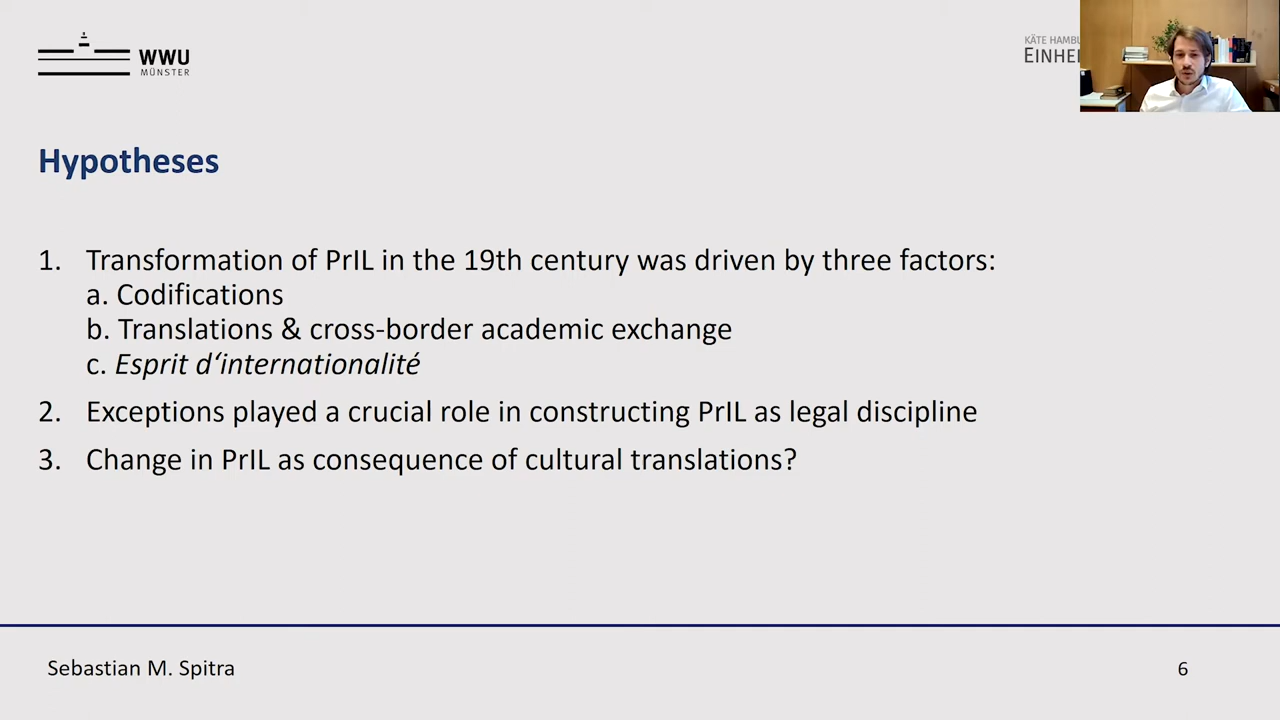 WWU
MÜNSTER
KÄTE HAMBU
EINHEI
Hypotheses
1. Transformation of PrIL in the 19th century was driven by three factors:
a. Codifications
b. Translations & cross-border academic exchange
c. Esprit d‘internationalité
2. Exceptions played a crucial role in constructing PrIL as legal discipline
3. Change in PrIL as consequence of cultural translations?
Sebastian M. Spitra
6